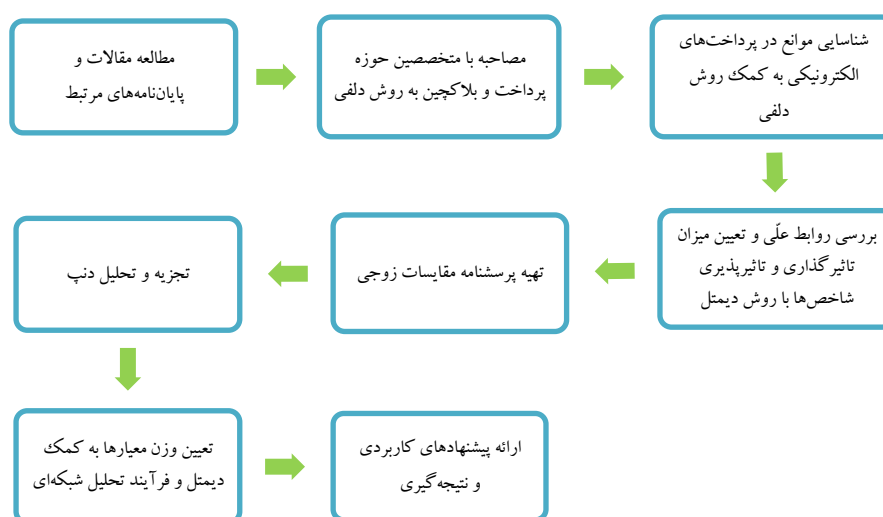 مطالعه مقالات و
پایان‌نامه‌های مرتبط
مصاحبه با متخصصین حوزه
پرداخت و بلاکچین به روش دلفی
شناسایی موانع در پرداخت‌های
الکترونیکی به کمک روش
دلفی
بررسی روابط علّی و تعیین میزان
تاثیرگذاری و تاثیرپذیری
شاخص‌ها با روش دیمتل
تهیه پرسشنامه مقایسات زوجی
تجزیه و تحلیل دنپ
تعیین وزن معیارها به کمک
دیمتل و فرآیند تحلیل شبکه‌ای
ارائه پیشنهادهای کاربردی
و نتیجه‌گیری